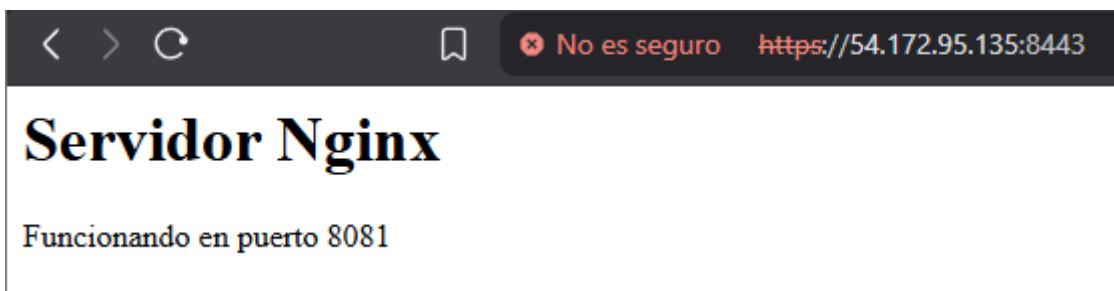 No es seguro https://54.172.95.135:8443
Servidor Nginx
Funcionando en puerto 8081